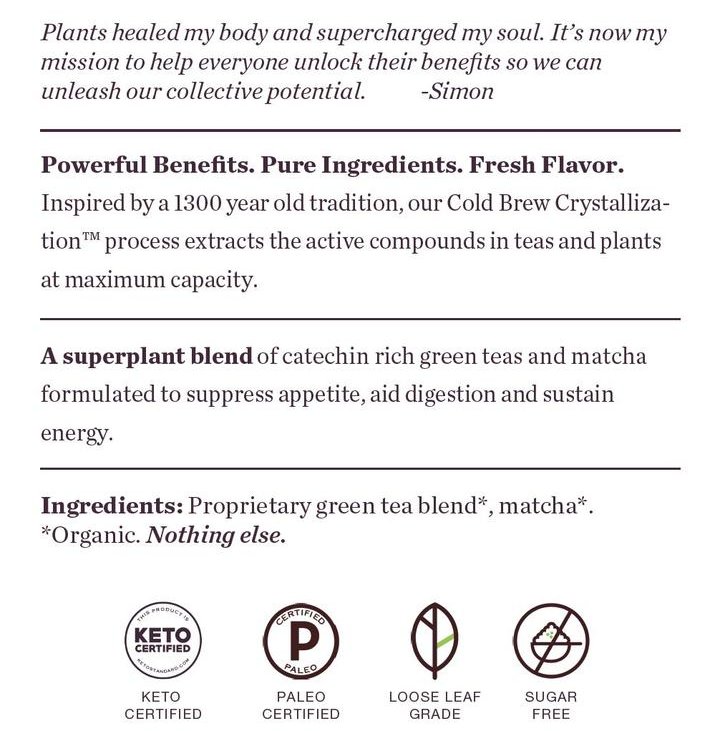 Plants healed my body and supercharged my soul. It's now my
mission to help everyone unlock their benefits so we can
unleash our collective potential. -Simon
Powerful Benefits. Pure Ingredients. Fresh Flavor.
Inspired by a 1300 year old tradition, our Cold Brew Crystalliza-
tion™ process extracts the active compounds in teas and plants
at maximum capacity.
A superplant blend of catechin rich green teas and matcha
formulated to suppress appetite, aid digestion and sustain
energy.
Ingredients: Proprietary green tea blend*, matcha*.
*Organic. Nothing else.
THIS PRODUCT IS
KETO
CERTIFIED
KETOSTANDARD.COM
CERTIFIED
P
PALEO
KETO
CERTIFIED
PALEO
CERTIFIED
LOOSE LEAF
GRADE
SUGAR
FREE